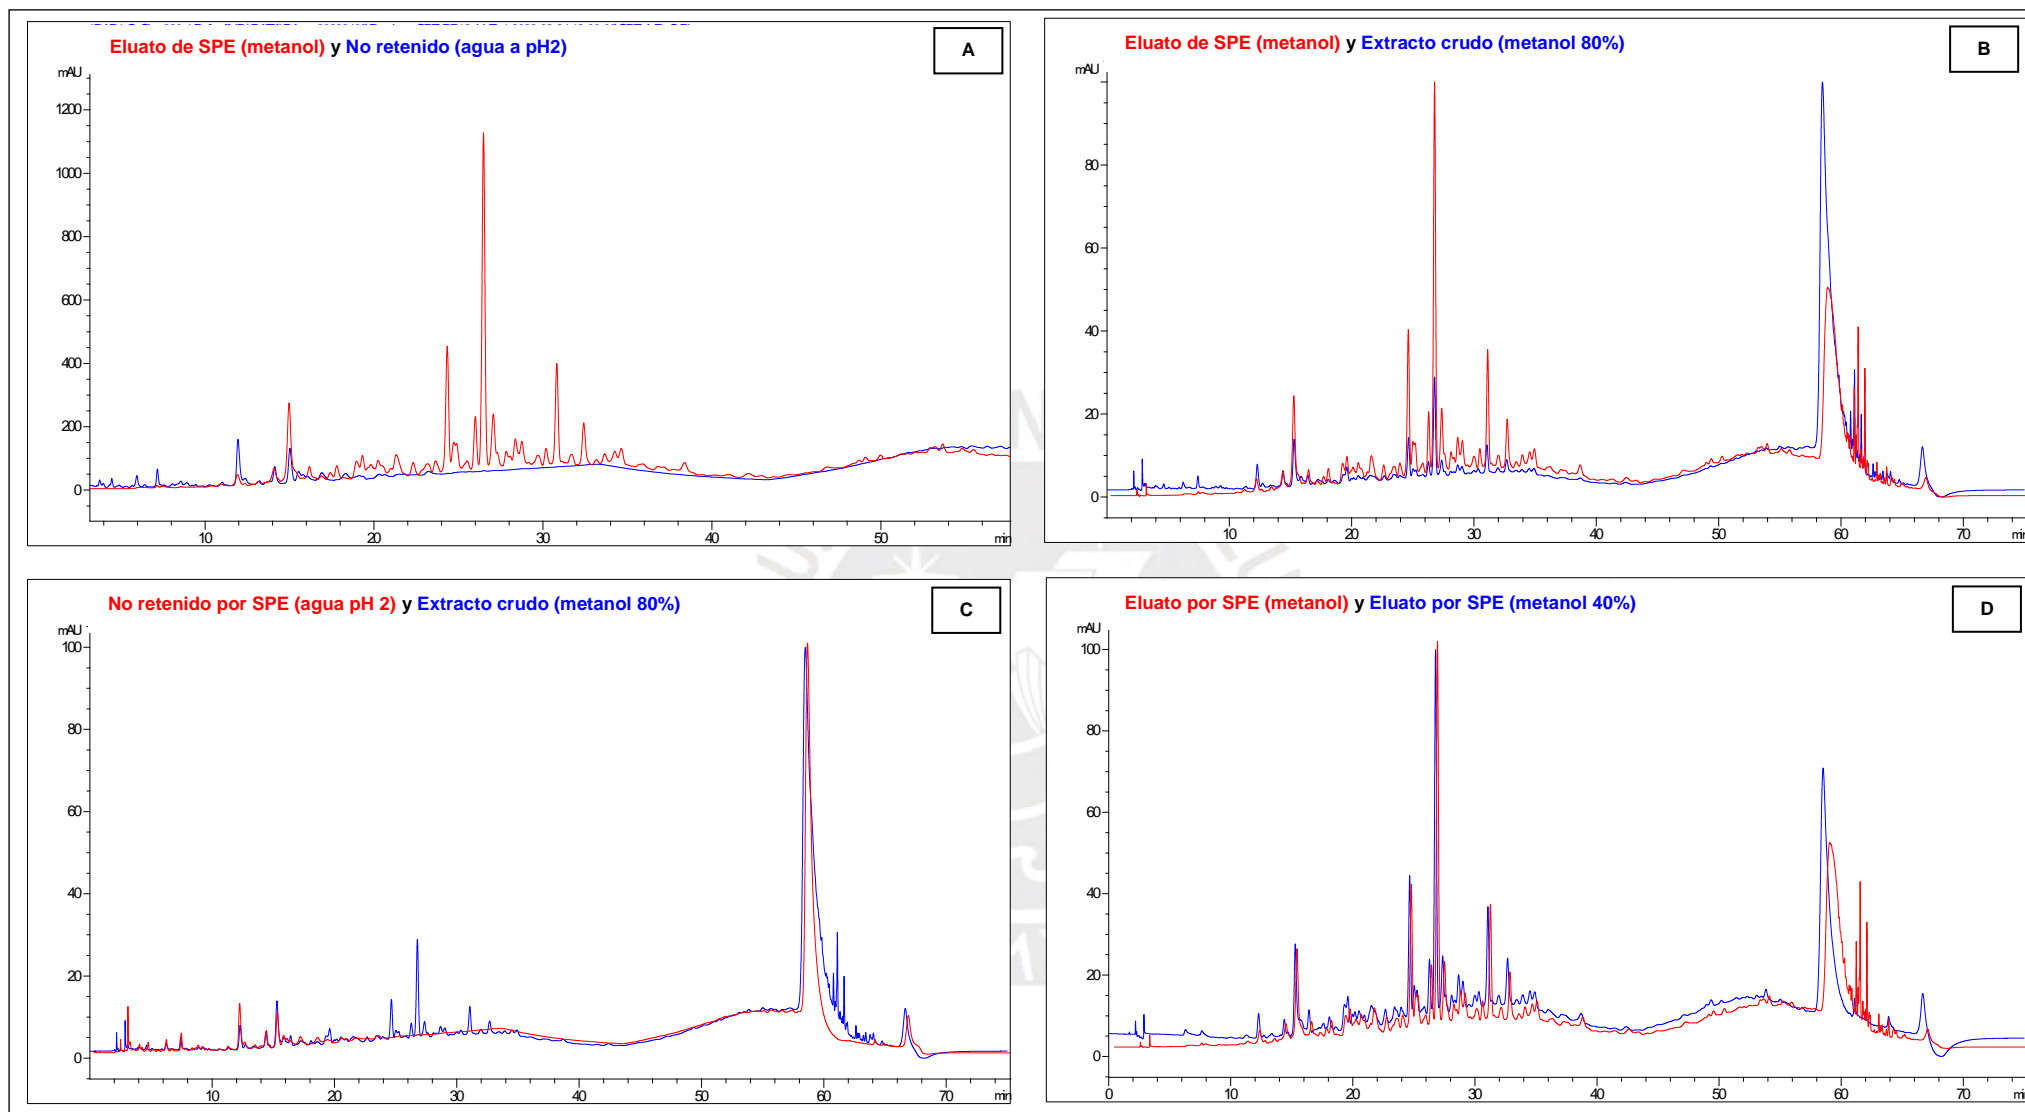 Eluato de SPE (metanol) y No retenido (agua a pH2)
A
mAU
1200
1000
800
600
400
200
0
10 20 30 40 50 min
Eluato de SPE (metanol) y Extracto crudo (metanol 80%)
B
mAU
80
60
40
20
0
10 20 30 40 50 60 70 min
No retenido por SPE (agua pH 2) y Extracto crudo (metanol 80%)
C
mAU
100
80
60
40
20
0
10 20 30 40 50 60 70 min
Eluato por SPE (metanol) y Eluato por SPE (metanol 40%)
D
mAU
100
80
60
40
20
0
0 10 20 30 40 50 60 70 min